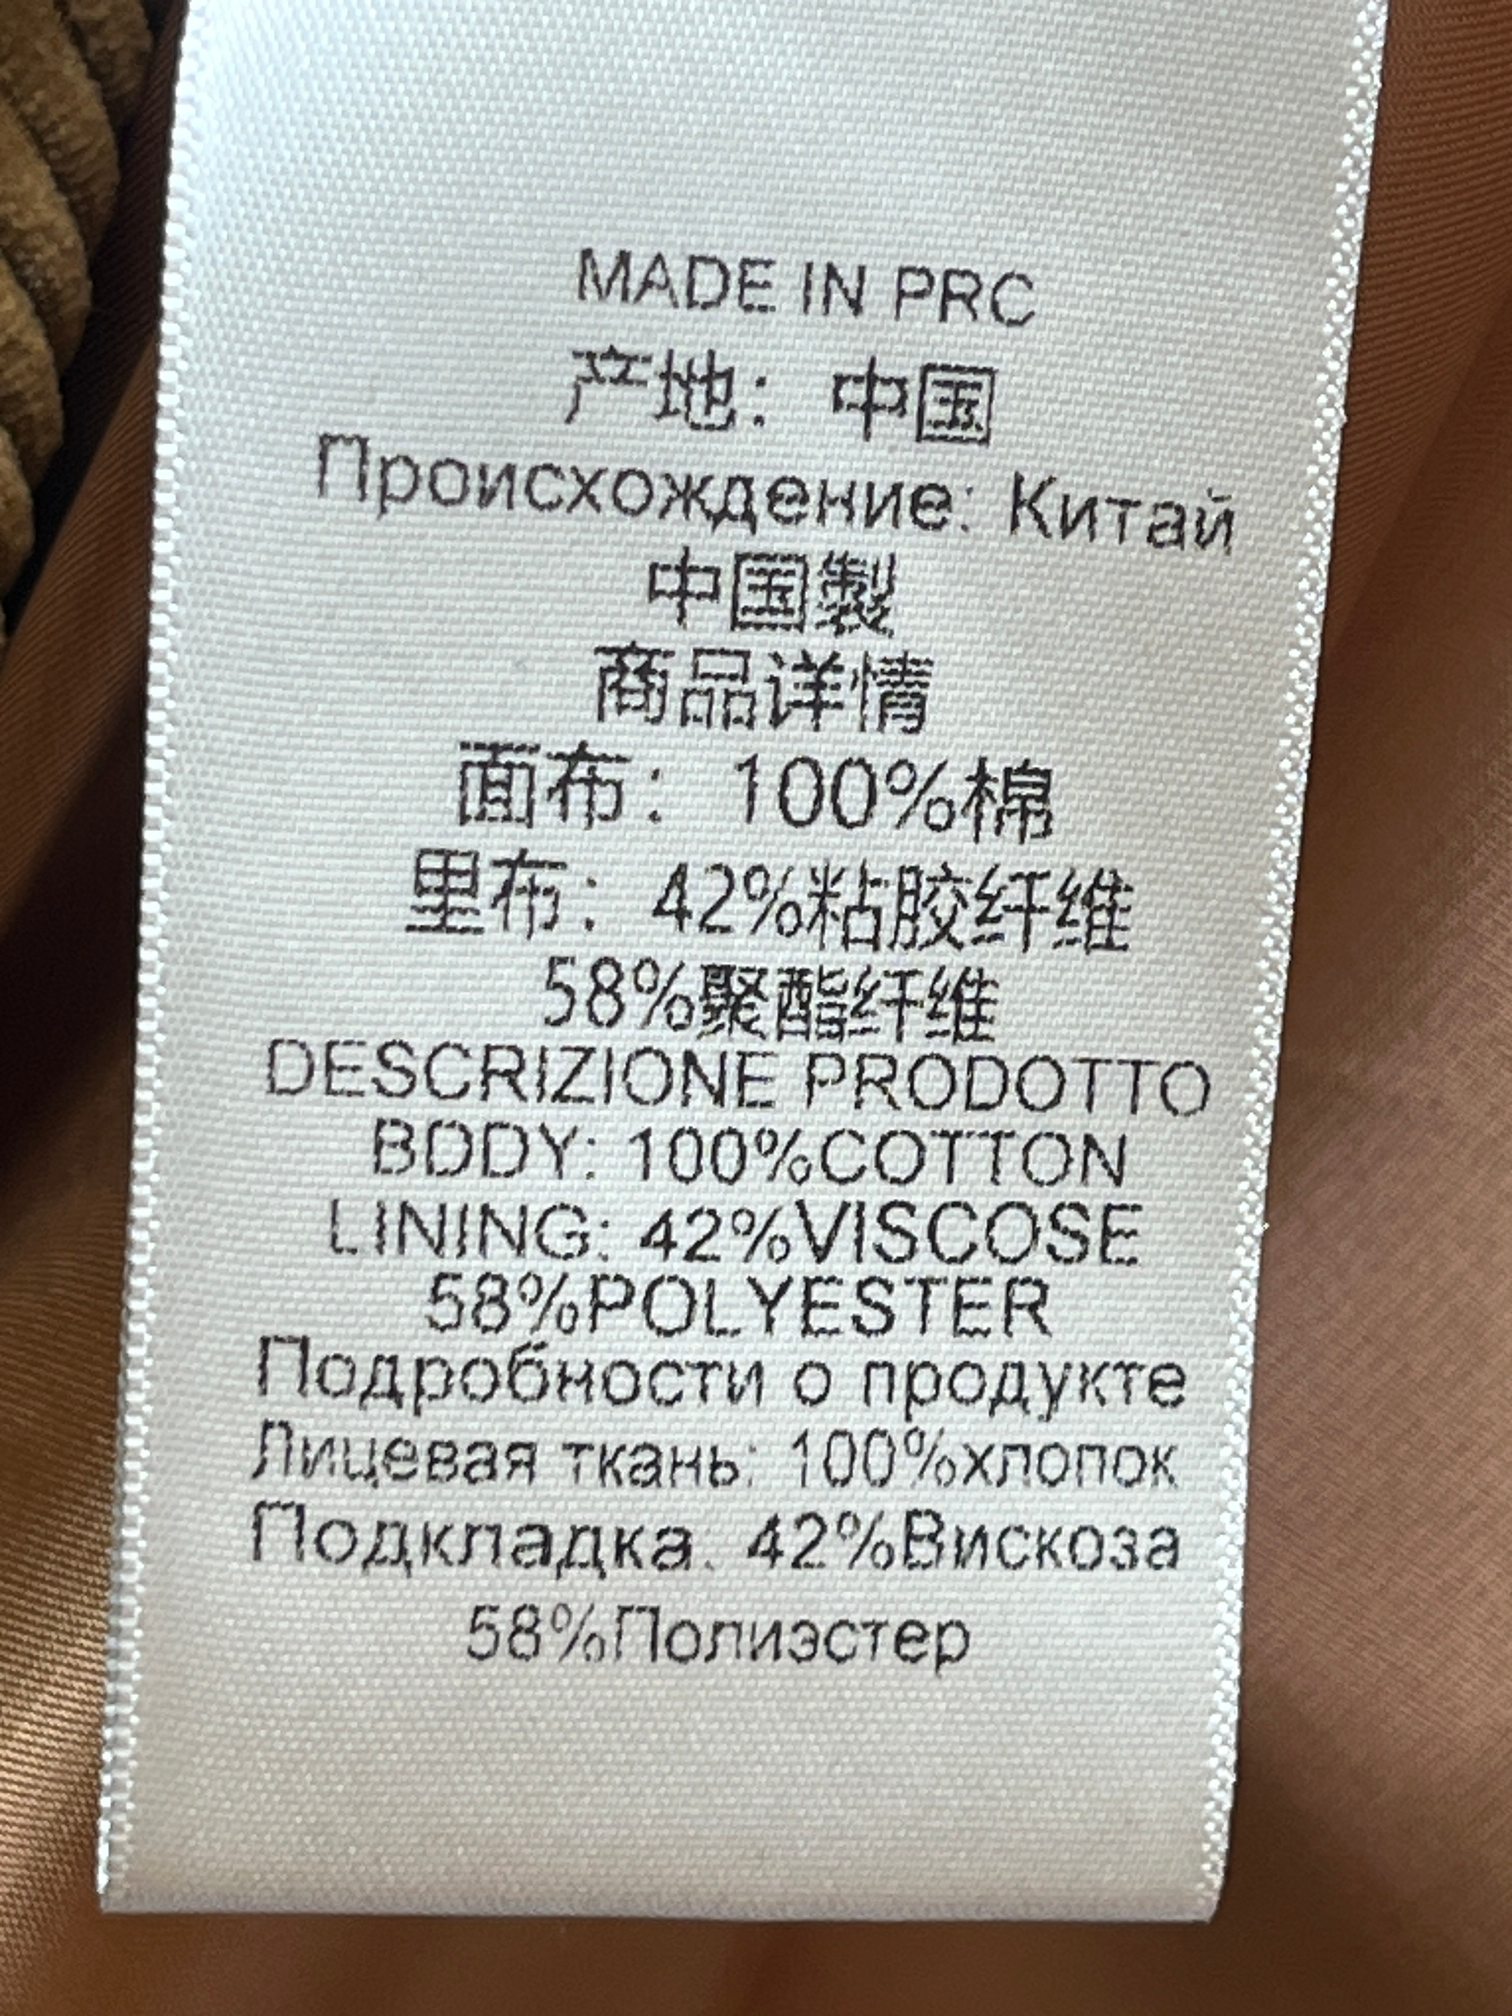 MADE IN PRC
产地：中国
Происхождение: Китай
中国製
商品详情
面布：100%棉
里布：42%粘胶纤维
58%聚酯纤维
DESCRIZIONE PRODOTTO
BODY: 100%COTTON
LINING: 42%VISCOSE
58%POLYESTER
Подробности о продукте
Лицевая ткань: 100%хлопок
Подкладка: 42%Вискоза
58%Полиэстер